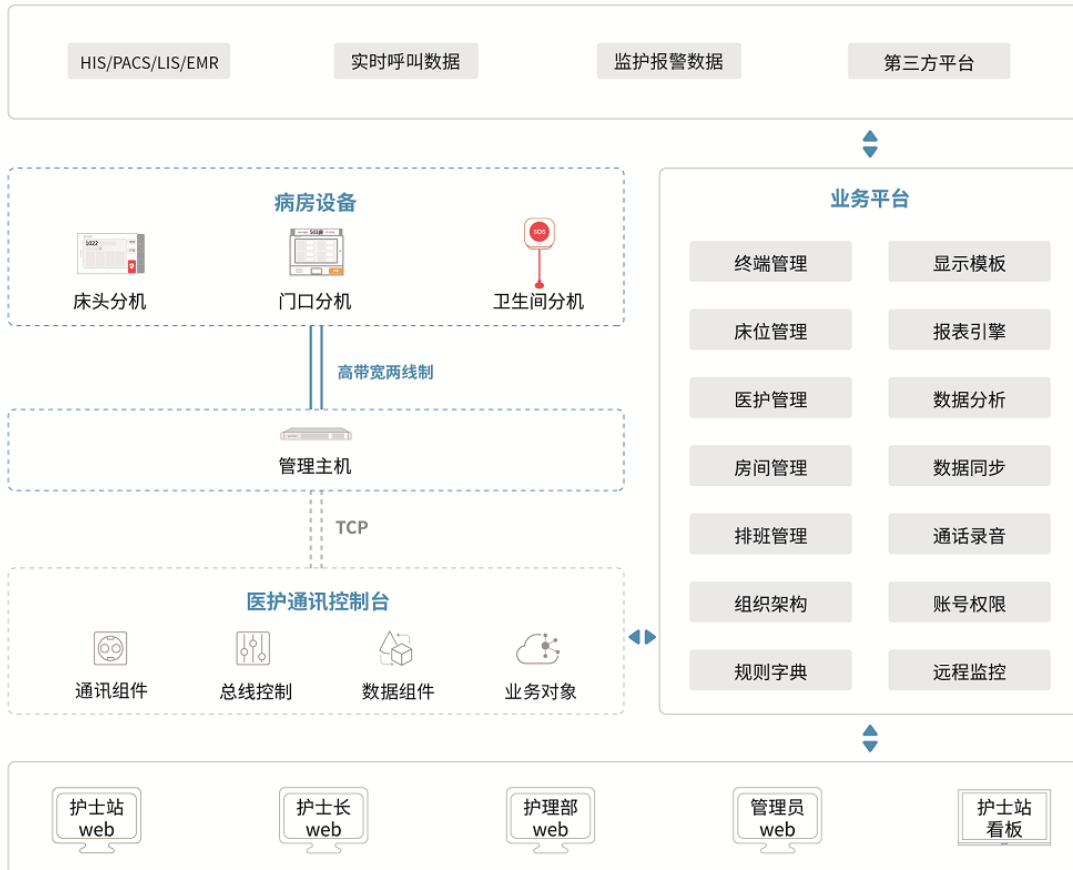 HIS/PACS/LIS/EMR
实时呼叫数据
监护报警数据
第三方平台
病房设备
1022
503房
SOS
床头分机
门口分机
卫生间分机
高带宽两线制
管理主机
TCP
医护通讯控制台
通讯组件
总线控制
数据组件
业务对象
业务平台
终端管理
显示模板
床位管理
报表引擎
医护管理
数据分析
房间管理
数据同步
排班管理
通话录音
组织架构
账号权限
规则字典
远程监控
护士站
web
护士长
web
护理部
web
管理员
web
护士站
看板